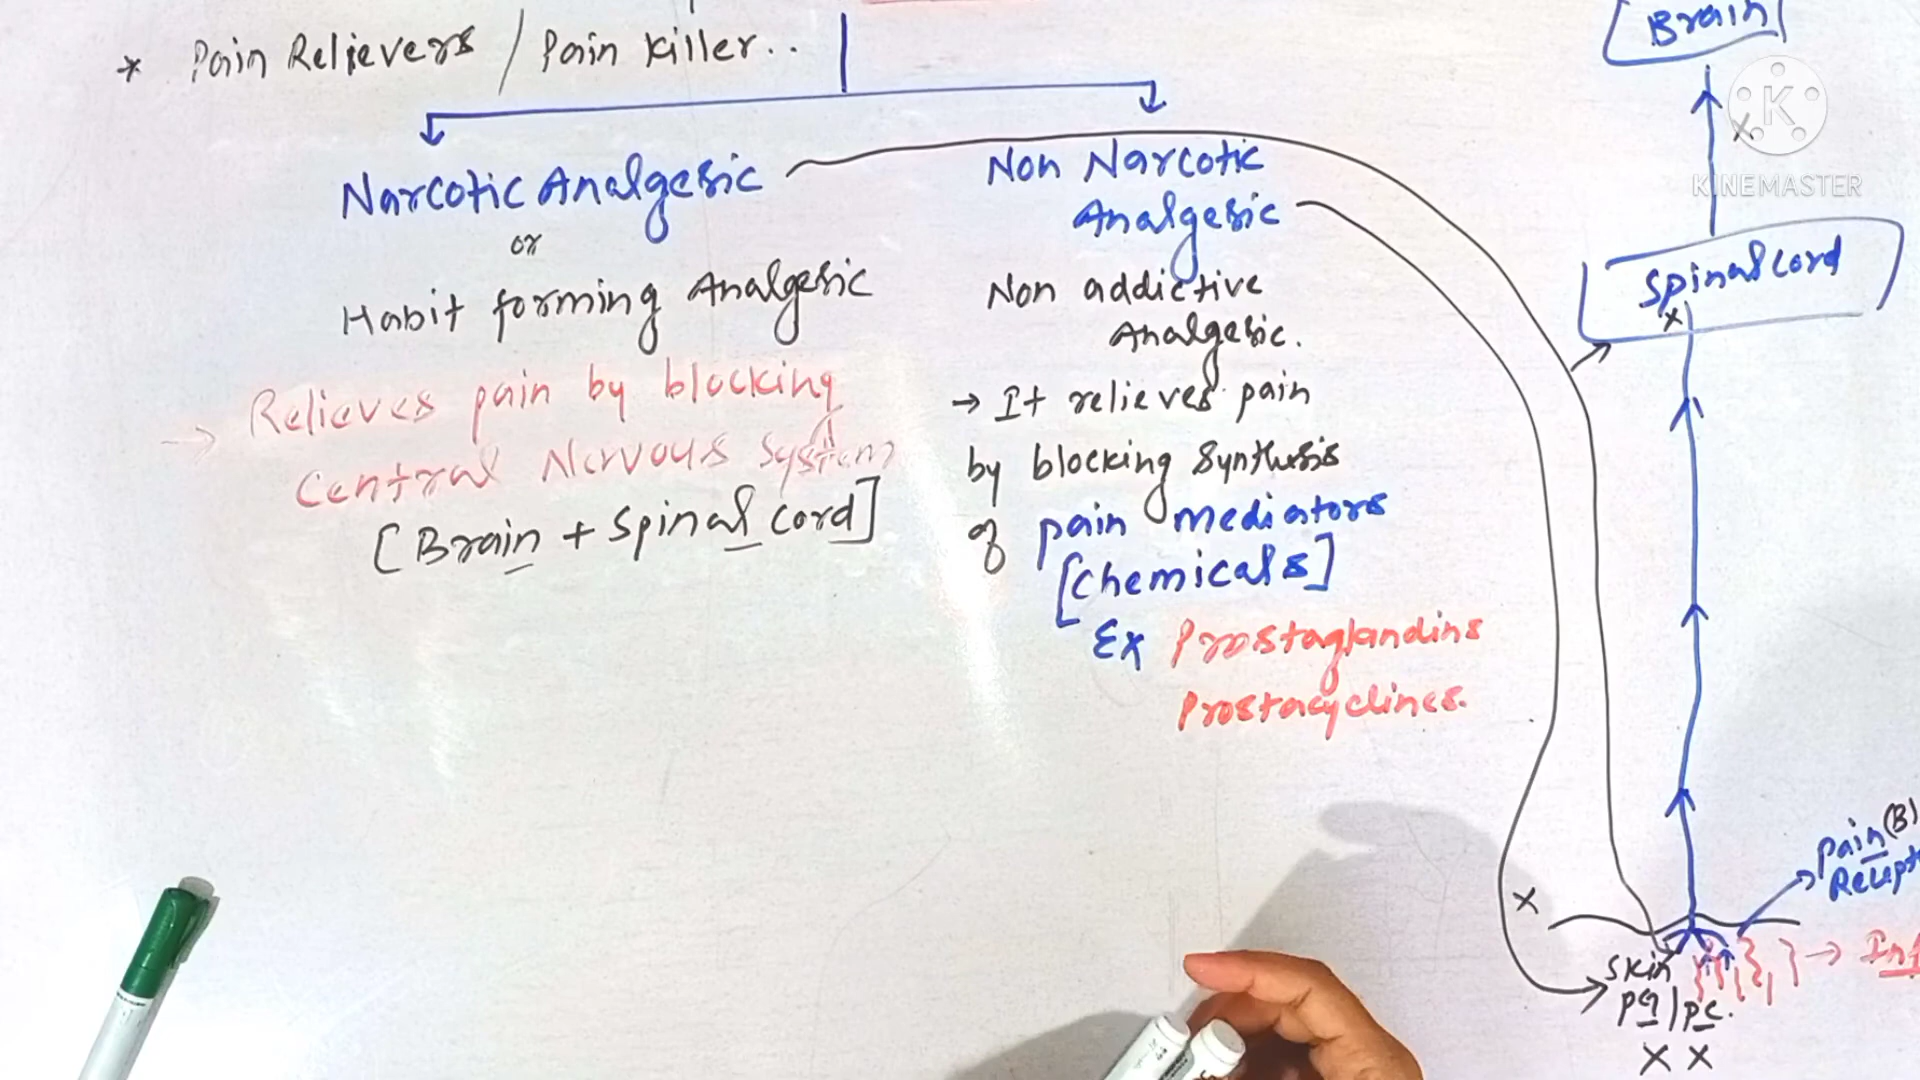 * Pain Relievers / Pain Killer..
Narcotic Analgesic
or
Habit forming Analgesic
→ Relieves pain by blocking
Central Nervous System
[Brain + Spinal Cord]
Non Narcotic
Analgesic
Non addictive
Analgesic.
→ It relieves pain
by blocking synthesis
of pain mediators
[Chemicals]
Ex Prostaglandins
Prostacyclines.
Brain
x
K
KINEMASTER
Spinal Cord
x
Pain (B)
x
Skin
PG/PC.
x x